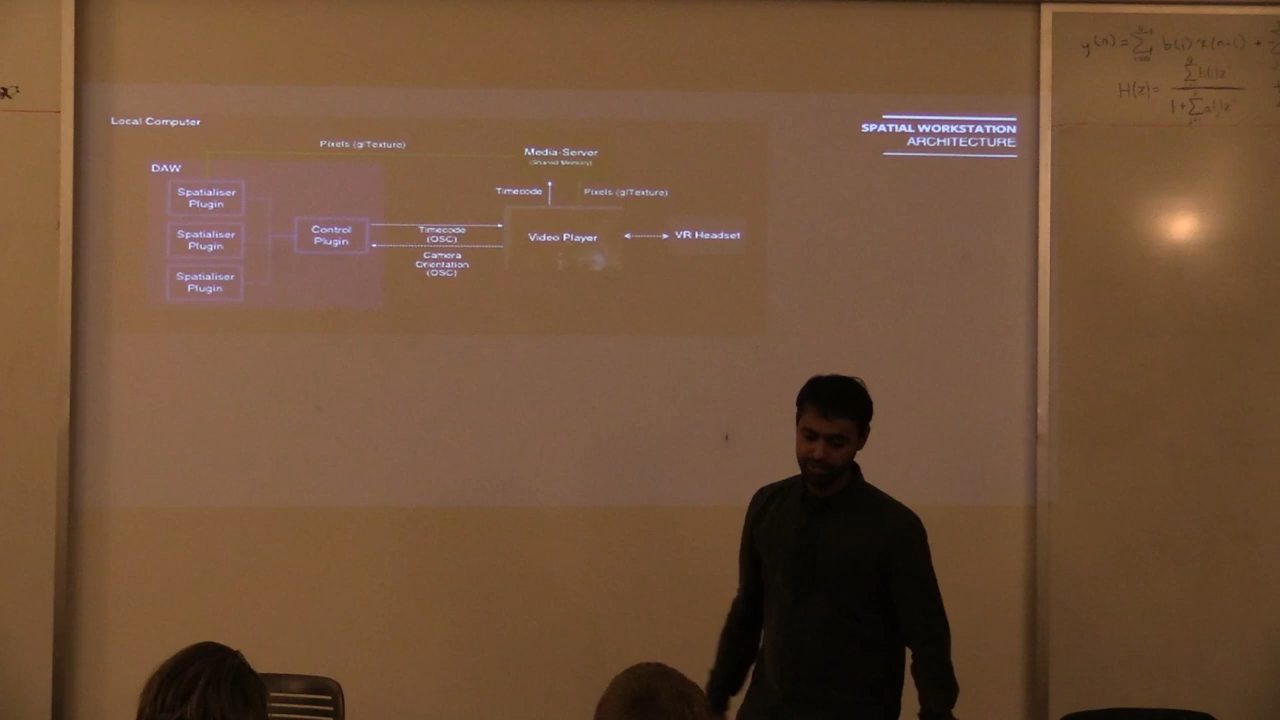 Local Computer
SPATIAL WORKSTATION
ARCHITECTURE
Pixels (glTexture)
Media-Server
(Shared Memory)
DAW
Spatialiser
Plugin
Timecode
Pixels (glTexture)
Spatialiser
Plugin
Control
Plugin
Timecode
(OSC)
Video Player
VR Headset
Camera
Orientation
(OSC)
Spatialiser
Plugin
H(z)=